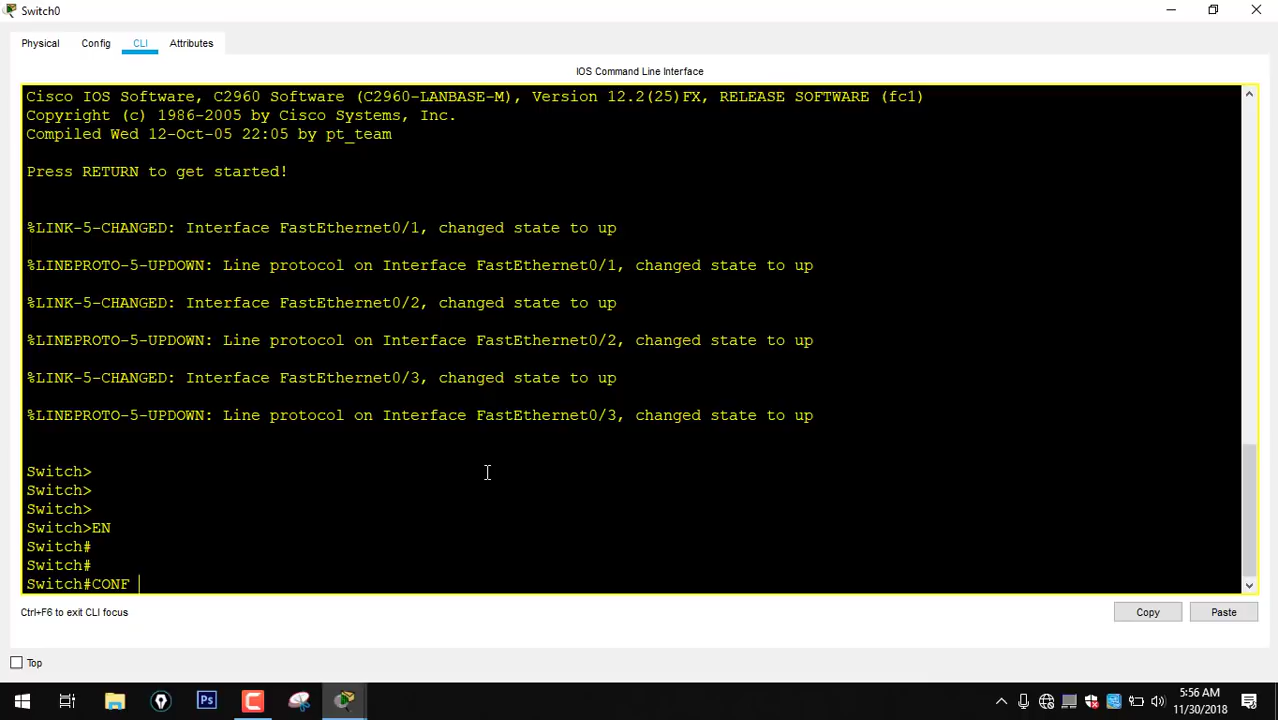 Switch0
Physical Config CLI Attributes
IOS Command Line Interface
Cisco IOS Software, C2960 Software (C2960-LANBASE-M), Version 12.2(25)FX, RELEASE SOFTWARE (fc1)
Copyright (c) 1986-2005 by Cisco Systems, Inc.
Compiled Wed 12-Oct-05 22:05 by pt_team
Press RETURN to get started!
%LINK-5-CHANGED: Interface FastEthernet0/1, changed state to up
%LINEPROTO-5-UPDOWN: Line protocol on Interface FastEthernet0/1, changed state to up
%LINK-5-CHANGED: Interface FastEthernet0/2, changed state to up
%LINEPROTO-5-UPDOWN: Line protocol on Interface FastEthernet0/2, changed state to up
%LINK-5-CHANGED: Interface FastEthernet0/3, changed state to up
%LINEPROTO-5-UPDOWN: Line protocol on Interface FastEthernet0/3, changed state to up
Switch>
Switch>
Switch>
Switch>EN
Switch#
Switch#
Switch#CONF
Ctrl+F6 to exit CLI focus
Copy Paste
Top
Ps
5:56 AM
11/30/2018